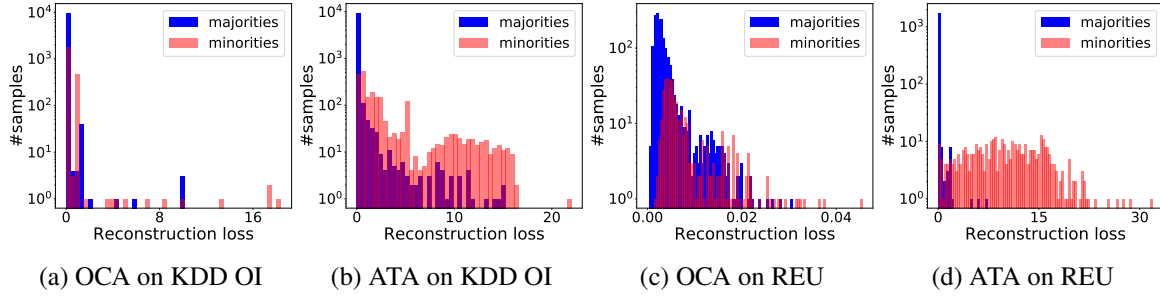 #samples
10⁴
10³
10²
10¹
10⁰
majorities
minorities
0 8 16
Reconstruction loss
(a) OCA on KDD OI
#samples
10⁴
10³
10²
10¹
10⁰
majorities
minorities
0 10 20
Reconstruction loss
(b) ATA on KDD OI
#samples
10²
10¹
10⁰
majorities
minorities
0.00 0.02 0.04
Reconstruction loss
(c) OCA on REU
#samples
10³
10²
10¹
10⁰
majorities
minorities
0 15 30
Reconstruction loss
(d) ATA on REU